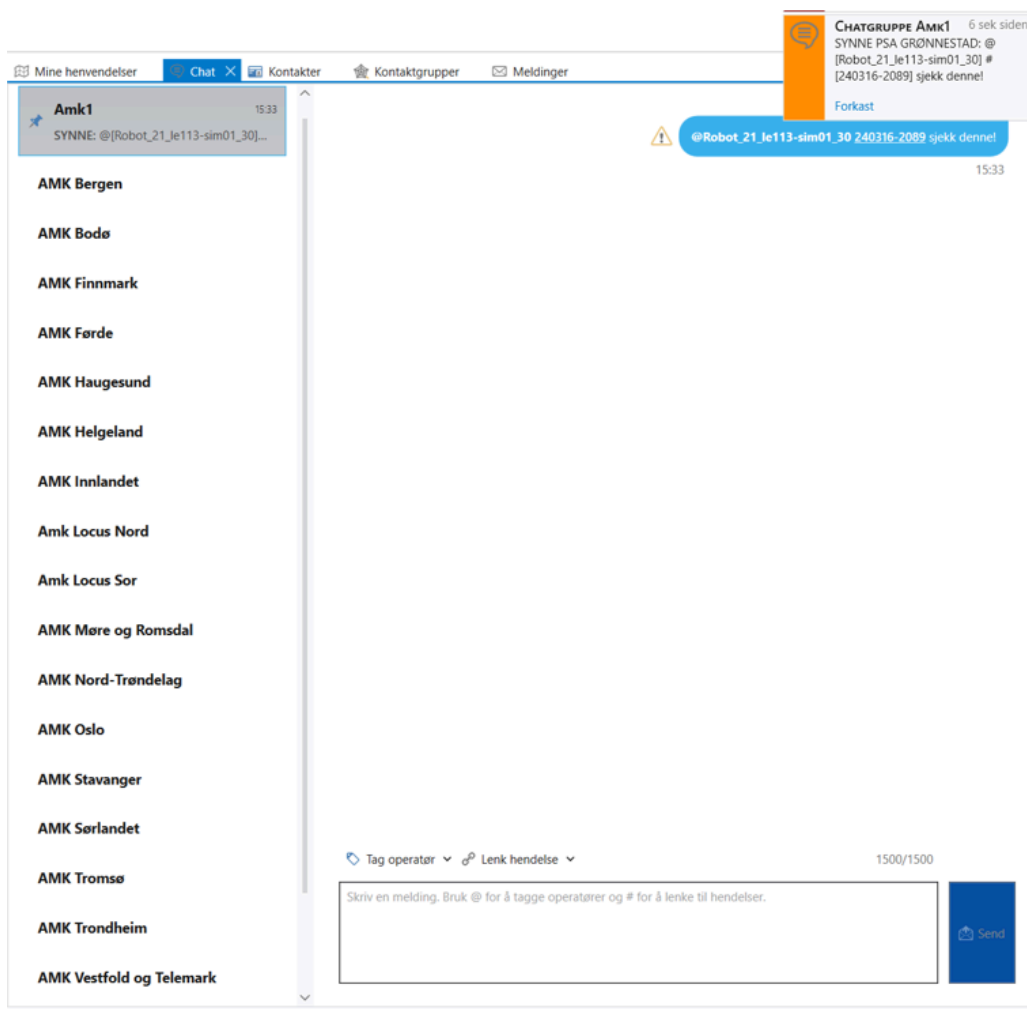 Mine henvendelser
Chat
Kontakter
Kontaktgrupper
Meldinger
CHATGRUPPE AMK1 6 sek siden
SYNNE PSA GRØNNESTAD: @
[Robot_21_le113-sim01_30] #
[240316-2089] sjekk denne!
Forkast
Amk1 15:33
SYNNE: @[Robot_21_le113-sim01_30]...
AMK Bergen
AMK Bodø
AMK Finnmark
AMK Førde
AMK Haugesund
AMK Helgeland
AMK Innlandet
Amk Locus Nord
Amk Locus Sor
AMK Møre og Romsdal
AMK Nord-Trøndelag
AMK Oslo
AMK Stavanger
AMK Sørlandet
AMK Tromsø
AMK Trondheim
AMK Vestfold og Telemark
@Robot_21_le113-sim01_30 240316-2089 sjekk denne!
15:33
Tag operatør Lenk hendelse 1500/1500
Skriv en melding. Bruk @ for å tagge operatører og # for å lenke til hendelser.
Send